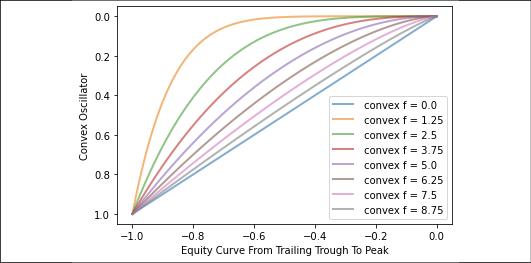 0.0
0.2
0.4
0.6
0.8
1.0
Convex Oscillator
convex f = 0.0
convex f = 1.25
convex f = 2.5
convex f = 3.75
convex f = 5.0
convex f = 6.25
convex f = 7.5
convex f = 8.75
−1.0 −0.8 −0.6 −0.4 −0.2 0.0
Equity Curve From Trailing Trough To Peak